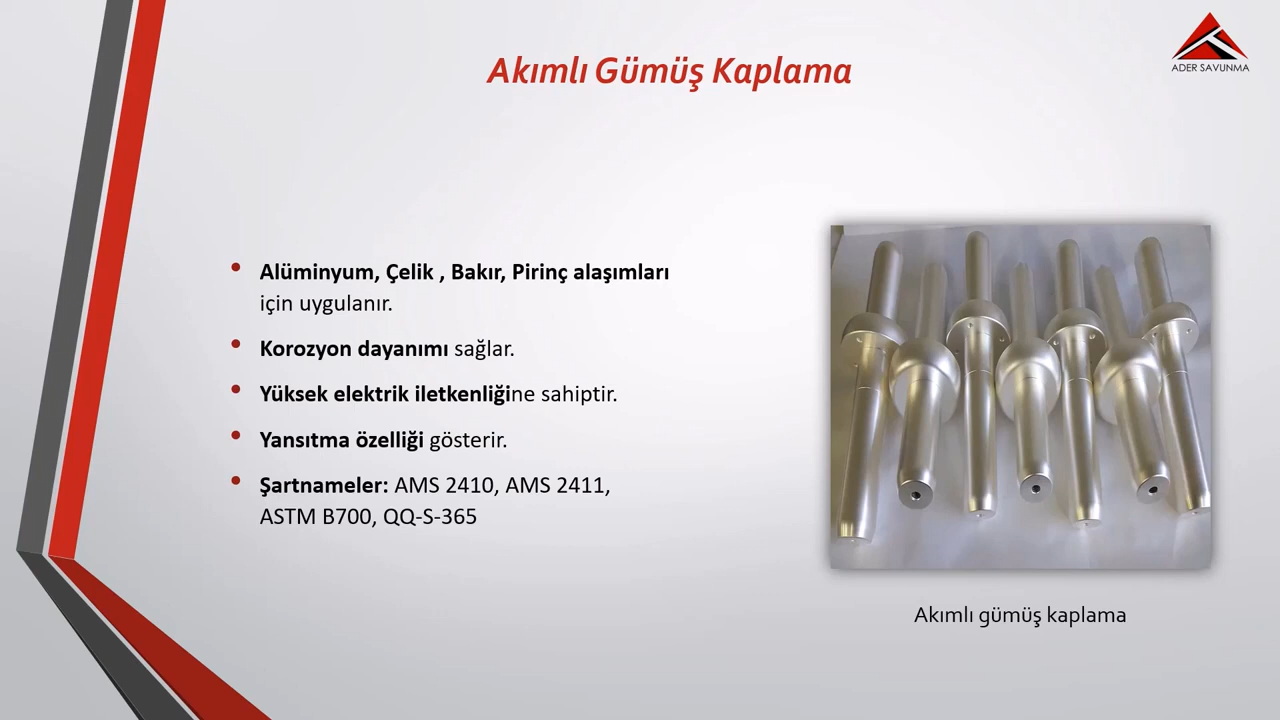 Akımlı Gümüş Kaplama
ADER SAVUNMA
Alüminyum, Çelik , Bakır, Pirinç alaşımları
için uygulanır.
Korozyon dayanımı sağlar.
Yüksek elektrik iletkenliğine sahiptir.
Yansıtma özelliği gösterir.
Şartnameler: AMS 2410, AMS 2411,
ASTM B700, QQ-S-365
Akımlı gümüş kaplama